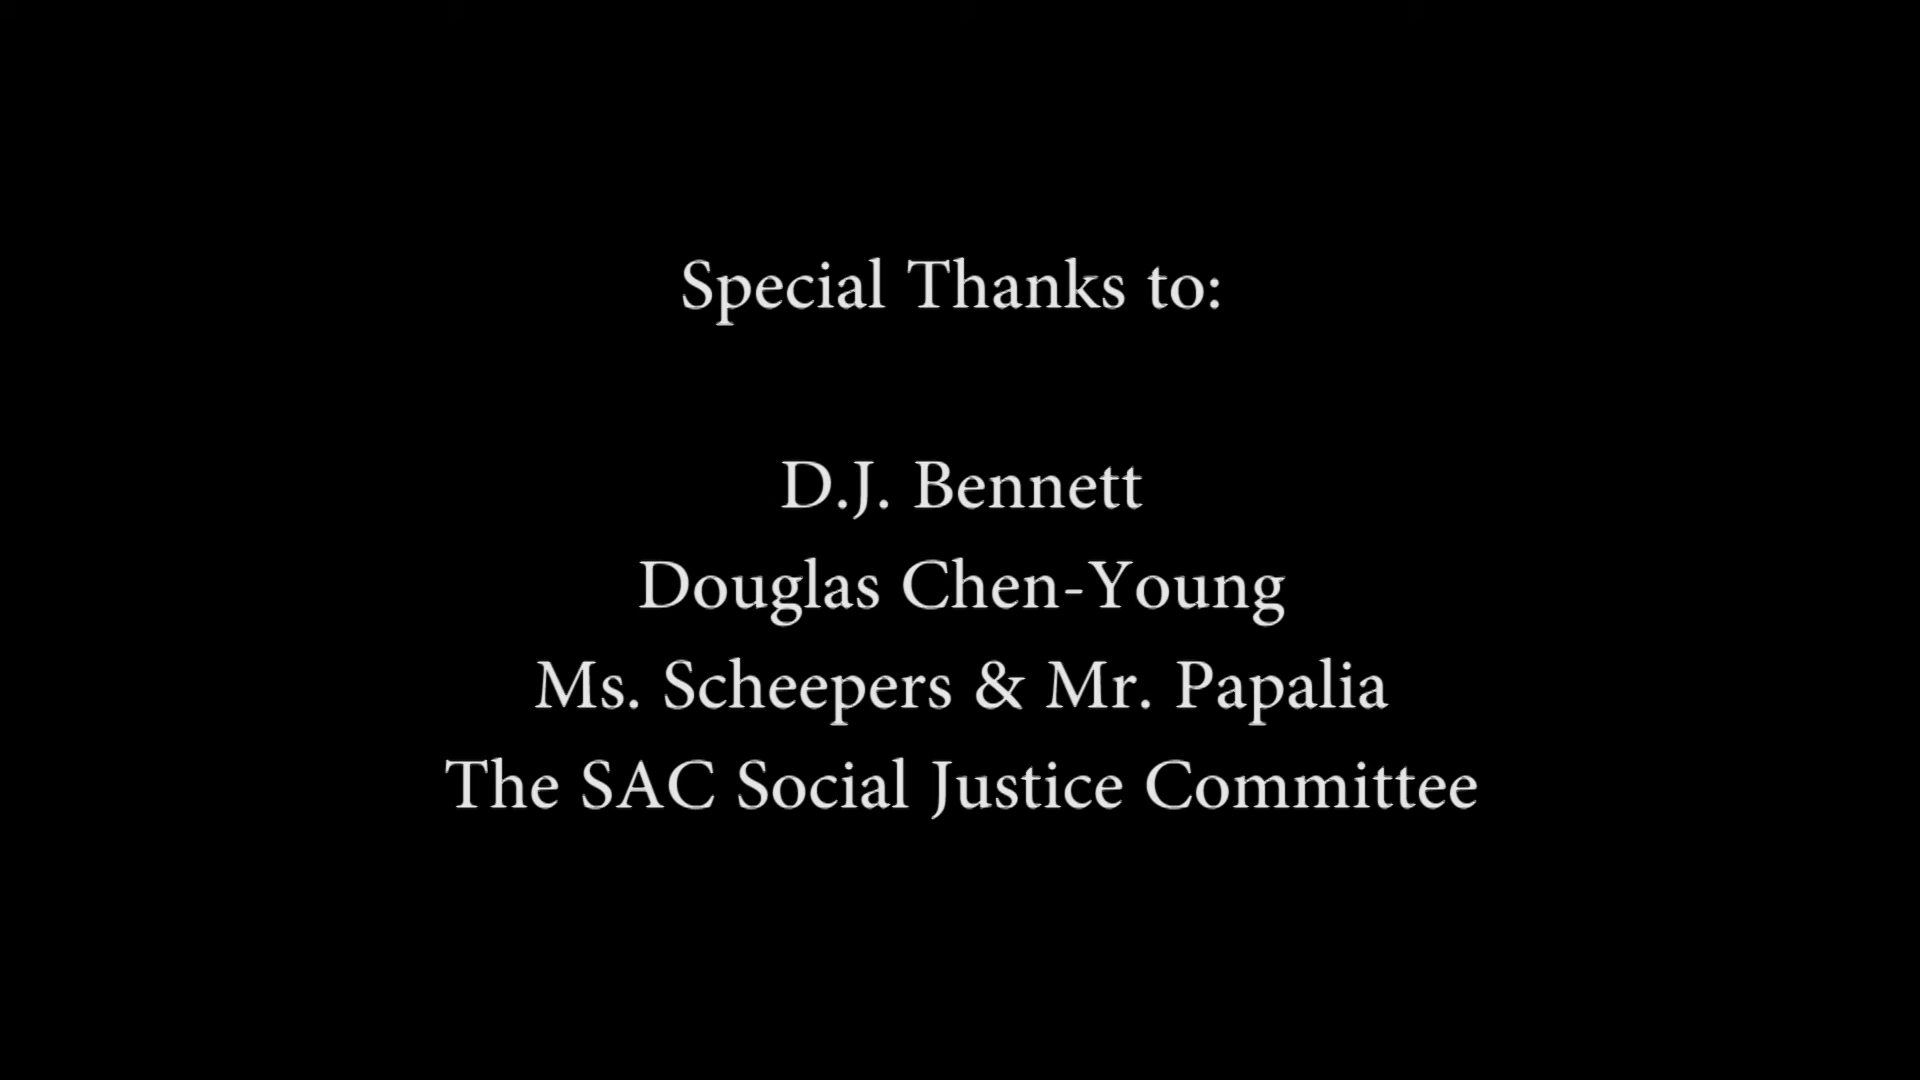 Special Thanks to:
D.J. Bennett
Douglas Chen-Young
Ms. Scheepers & Mr. Papalia
The SAC Social Justice Committee